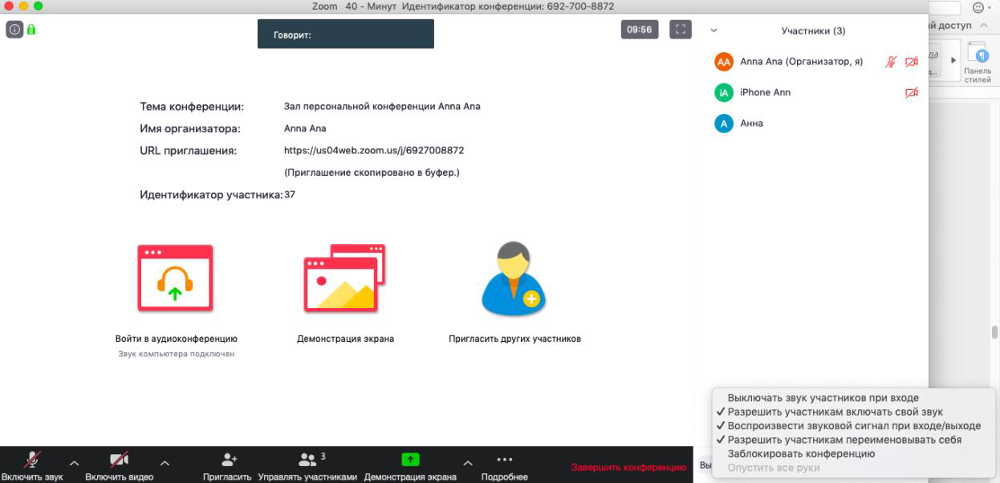 Zoom 40 - Минут Идентификатор конференции: 692-700-8872
Говорит:
09:56
Участники (3)
й доступ
AA Anna Ana (Организатор, я)
iA iPhone Ann
А Анна
Панель
стилей
Тема конференции: Зал персональной конференции Anna Ana
Имя организатора: Anna Ana
URL приглашения: https://us04web.zoom.us/j/6927008872
(Приглашение скопировано в буфер.)
Идентификатор участника: 37
Войти в аудиоконференцию
Звук компьютера подключен
Демонстрация экрана
Пригласить других участников
Выключать звук участников при входе
✓ Разрешить участникам включать свой звук
✓ Воспроизвести звуковой сигнал при входе/выходе
✓ Разрешить участникам переименовывать себя
Заблокировать конференцию
Опустить все руки
Включить звук
Включить видео
Пригласить
3
Управлять участниками
Демонстрация экрана
Подробнее
Завершить конференцию
Вы